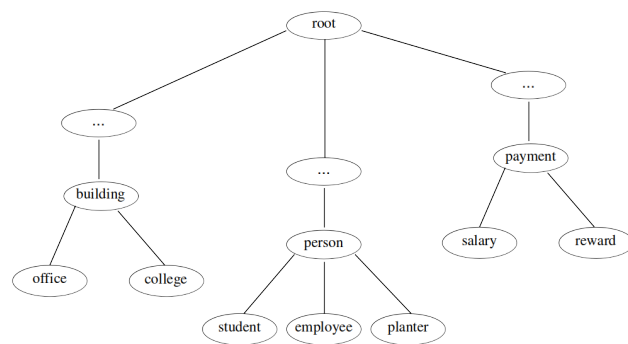 root
...
...
payment
...
building
salary
reward
person
office
college
student
employee
planter